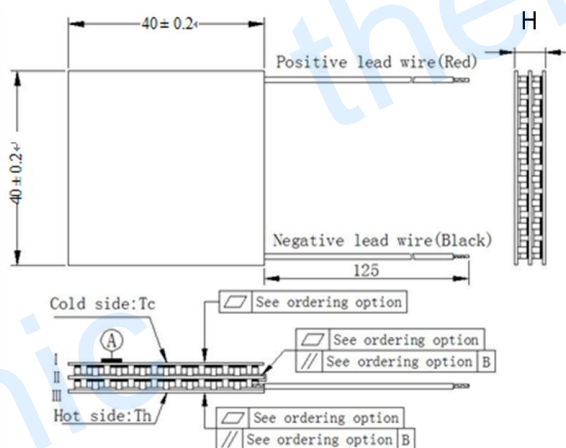 40±0.2
H
Positive lead wire(Red)
40±0.2
Negative lead wire(Black)
125
Cold side:Tc
See ordering option
A
See ordering option
// See ordering option B
I
II
III
Hot side:Th
See ordering option
// See ordering option B
ther
nic